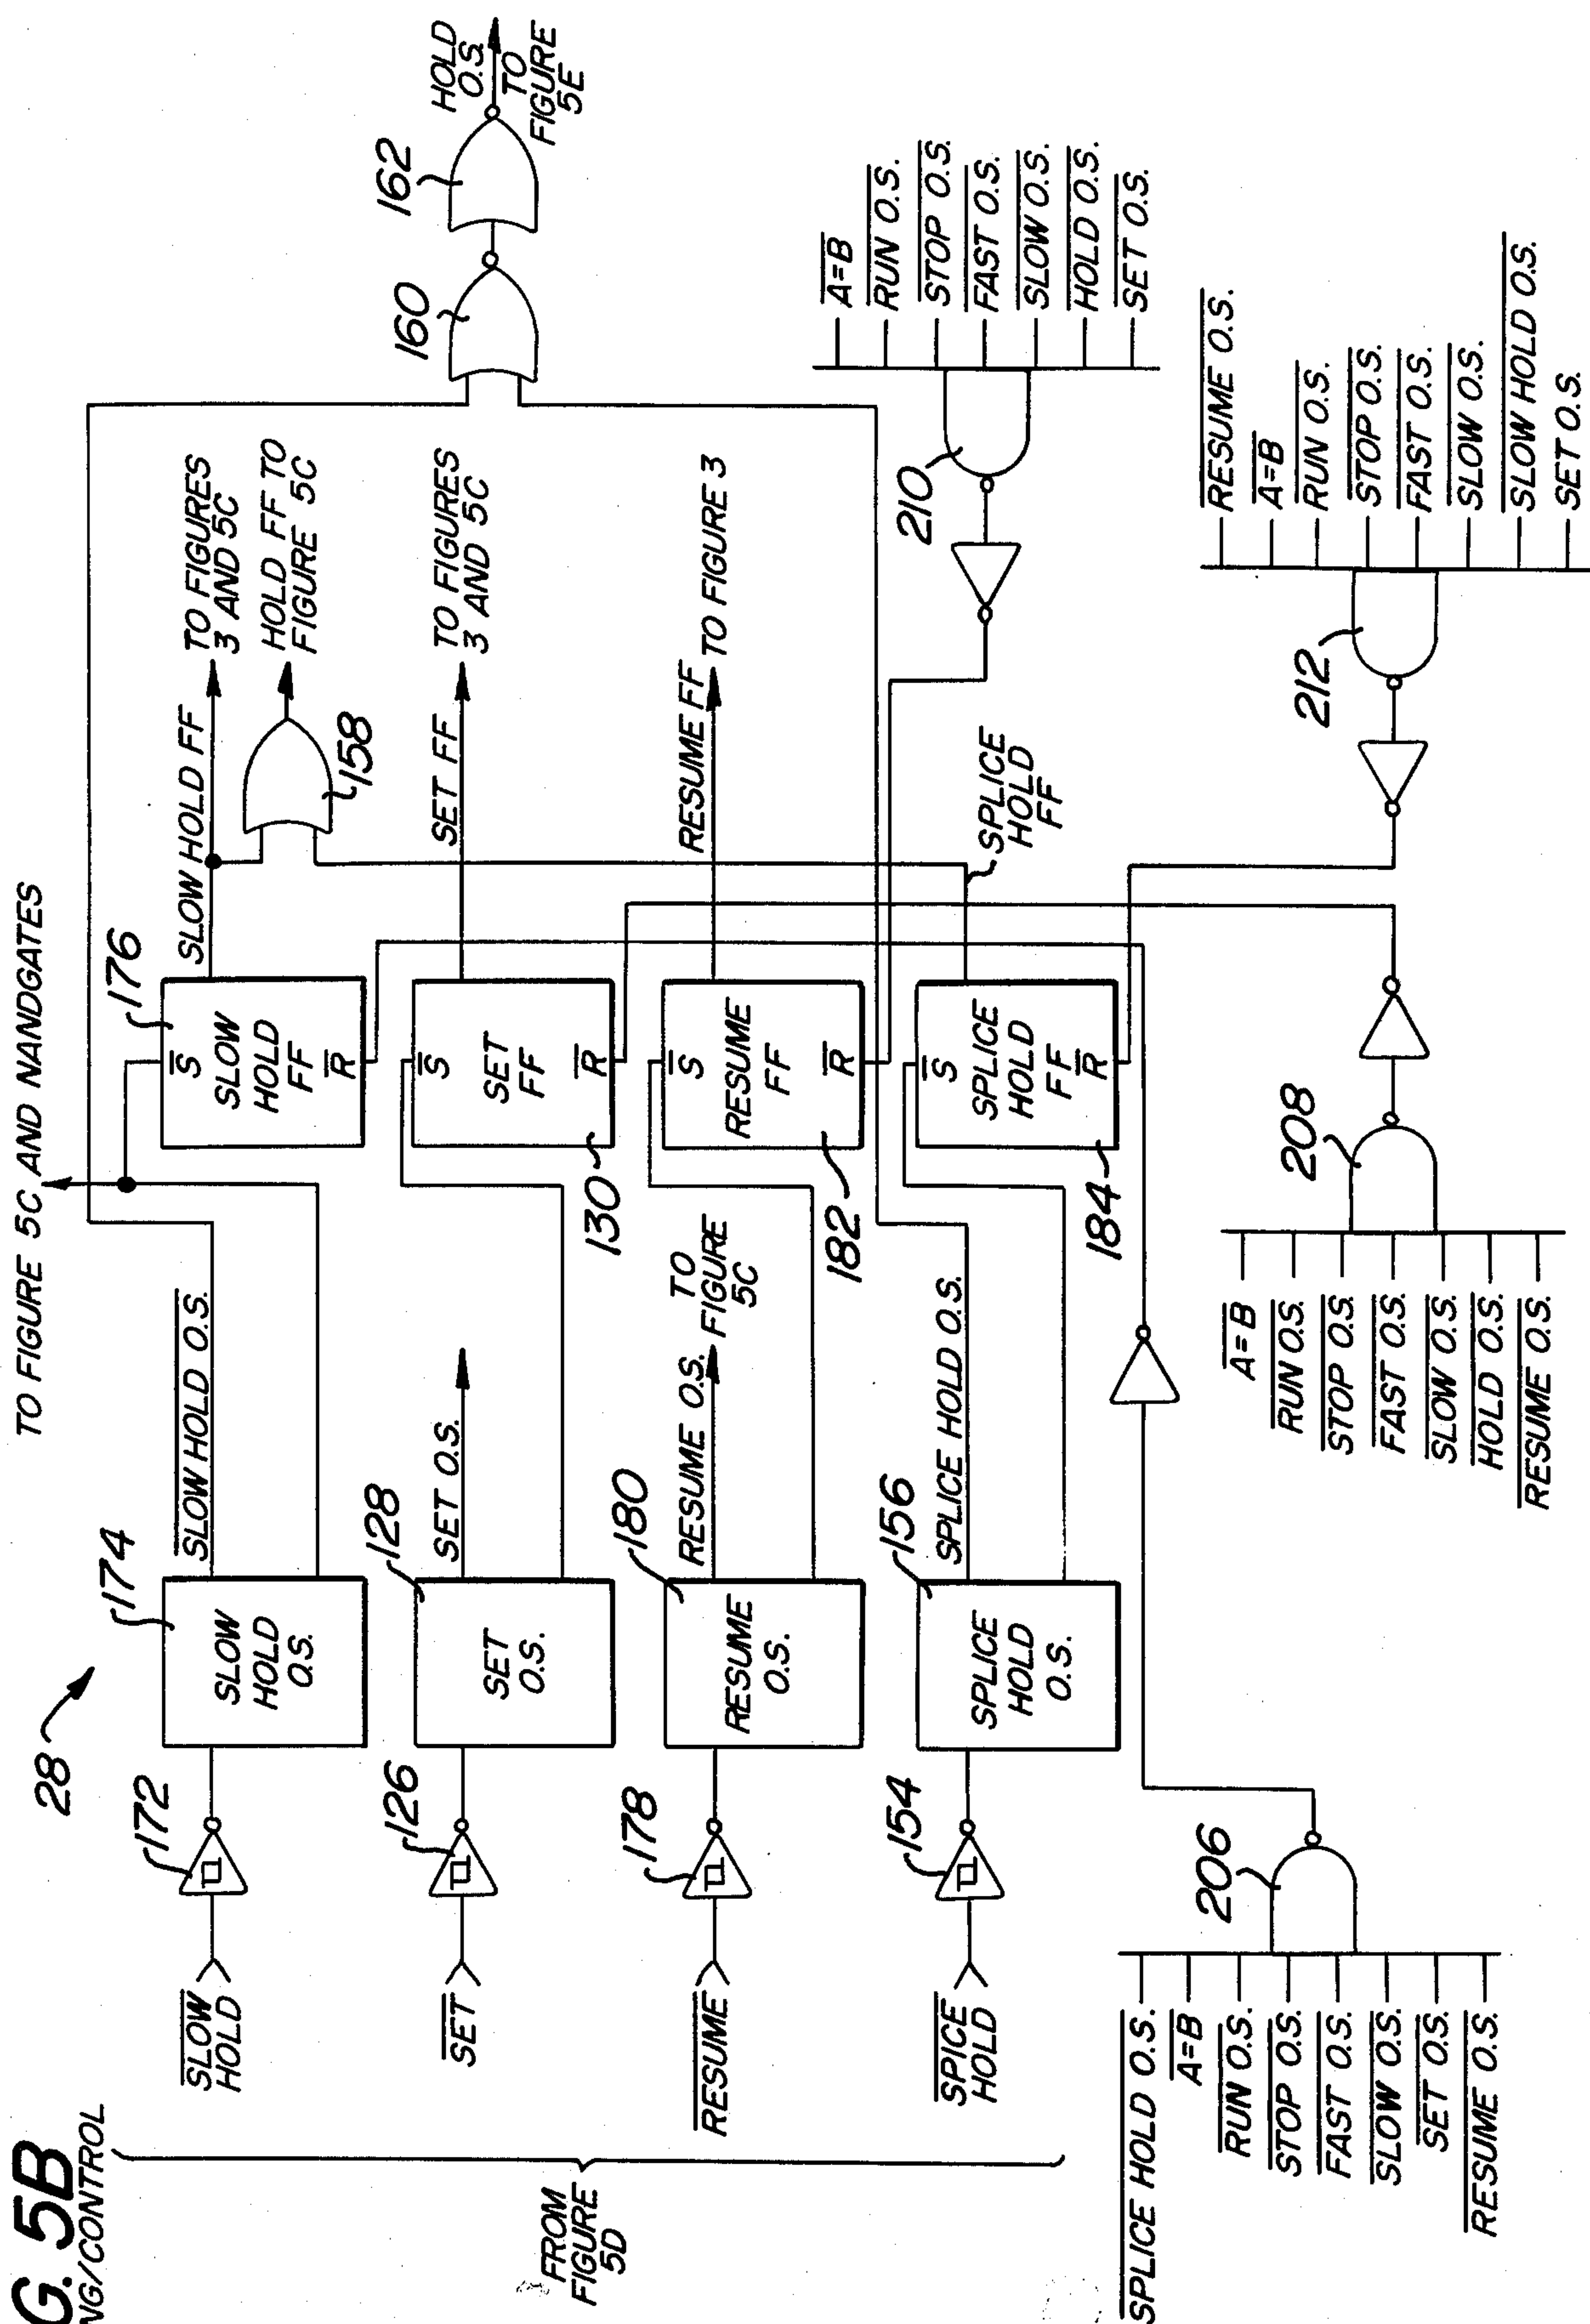 G. 5B
NG/CONTROL
28
TO FIGURE 5C AND NANDGATES
FROM
FIGURE
5D
SLOW
HOLD
172
174
SLOW
HOLD
O.S.
SLOW HOLD O.S.
176
S
SLOW
HOLD
FF
R
SLOW HOLD FF
TO FIGURES
3 AND 5C
HOLD FF TO
FIGURE 5C
158
160
162
HOLD
O.S.
TO
FIGURE
5E
SET
126
128
SET
O.S.
SET O.S.
S
SET
FF
R
130
SET FF
TO FIGURES
3 AND 5C
RESUME
178
180
RESUME
O.S.
RESUME O.S.
TO
FIGURE
5C
S
RESUME
FF
R
182
RESUME FF
TO FIGURE 3
SPICE
HOLD
154
156
SPLICE
HOLD
O.S.
SPLICE HOLD O.S.
S
SPLICE
HOLD
FF
R
184
SPLICE
HOLD
FF
210
A=B
RUN O.S.
STOP O.S.
FAST O.S.
SLOW O.S.
HOLD O.S.
SET O.S.
206
SPLICE HOLD O.S.
A=B
RUN O.S.
STOP O.S.
FAST O.S.
SLOW O.S.
SET O.S.
RESUME O.S.
208
A=B
RUN O.S.
STOP O.S.
FAST O.S.
SLOW O.S.
HOLD O.S.
RESUME O.S.
212
RESUME O.S.
A=B
RUN O.S.
STOP O.S.
FAST O.S.
SLOW O.S.
SLOW HOLD O.S.
SET O.S.